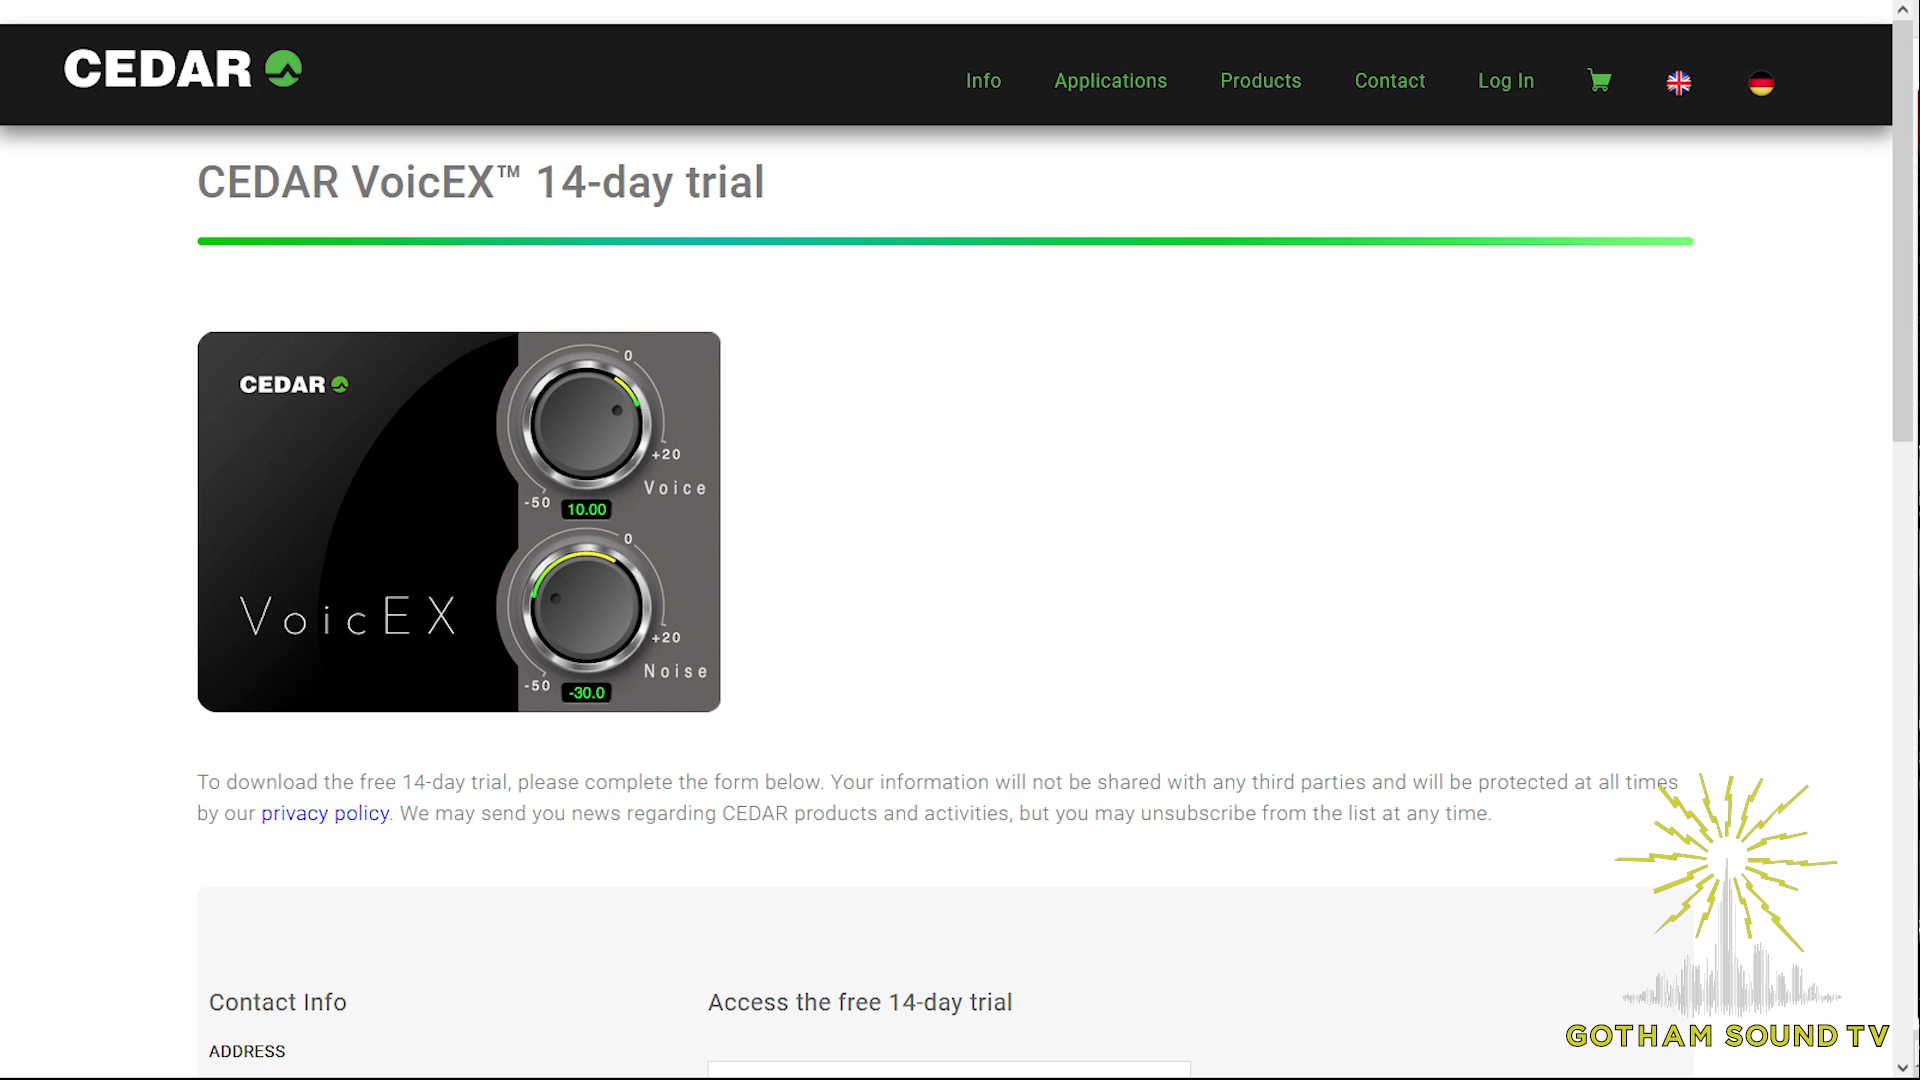 CEDAR
Info Applications Products Contact Log In
CEDAR VoicEX™ 14-day trial
CEDAR
VoicEX
0
+20
-50
Voice
10.00
0
+20
-50
Noise
-30.0
To download the free 14-day trial, please complete the form below. Your information will not be shared with any third parties and will be protected at all times
by our privacy policy. We may send you news regarding CEDAR products and activities, but you may unsubscribe from the list at any time.
Contact Info
ADDRESS
Access the free 14-day trial
GOTHAM SOUND TV